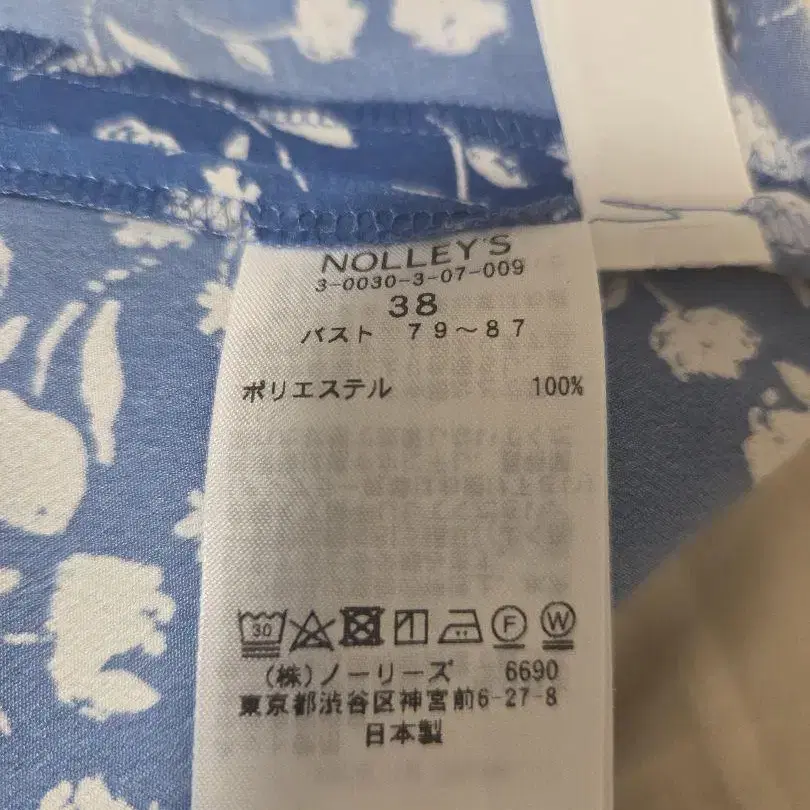 NOLLEY'S
3-0030-3-07-009
38
バスト 79～87
ポリエステル 100%
30 F W
(株)ノーリーズ 6690
東京都渋谷区神宮前6-27-8
日本製